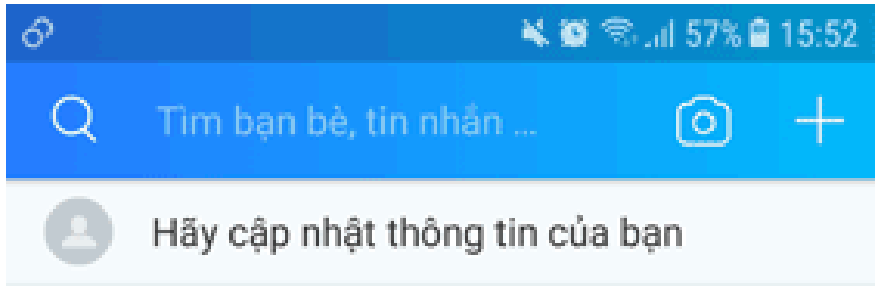 57% 15:52
Tìm bạn bè, tin nhắn ...
Hãy cập nhật thông tin của bạn